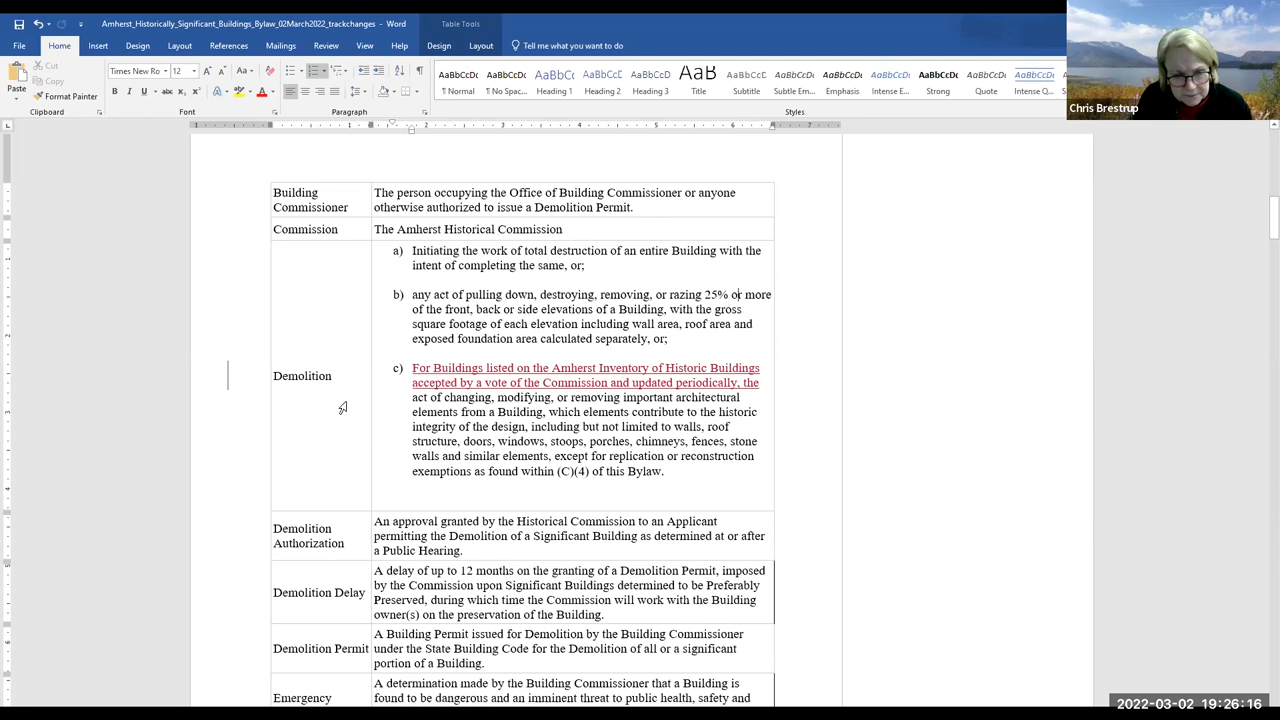 Amherst_Historically_Significant_Buildings_Bylaw_02March2022_trackchanges - Word
Table Tools
File Home Insert Design Layout References Mailings Review View Help Design Layout Tell me what you want to do
Paste
Cut
Copy
Format Painter
Clipboard
Times New Ro 12
Font
Paragraph
AaBbCcDc AaBbCcDc AaBbCc AaBbCcC AaBbCcD AaB AaBbCcD AaBbCcDc AaBbCcDc AaBbCcDc AaBbCcDc AaBbCcDc AaBbCcDc
¶ Normal ¶ No Spac... Heading 1 Heading 2 Heading 3 Title Subtitle Subtle Em... Emphasis Intense E... Strong Quote Intense Q...
Styles
Chris Brestrup
Building
Commissioner
The person occupying the Office of Building Commissioner or anyone
otherwise authorized to issue a Demolition Permit.
Commission
The Amherst Historical Commission
Demolition
a) Initiating the work of total destruction of an entire Building with the
intent of completing the same, or;
b) any act of pulling down, destroying, removing, or razing 25% or more
of the front, back or side elevations of a Building, with the gross
square footage of each elevation including wall area, roof area and
exposed foundation area calculated separately, or;
c) For Buildings listed on the Amherst Inventory of Historic Buildings
accepted by a vote of the Commission and updated periodically, the
act of changing, modifying, or removing important architectural
elements from a Building, which elements contribute to the historic
integrity of the design, including but not limited to walls, roof
structure, doors, windows, stoops, porches, chimneys, fences, stone
walls and similar elements, except for replication or reconstruction
exemptions as found within (C)(4) of this Bylaw.
Demolition
Authorization
An approval granted by the Historical Commission to an Applicant
permitting the Demolition of a Significant Building as determined at or after
a Public Hearing.
Demolition Delay
A delay of up to 12 months on the granting of a Demolition Permit, imposed
by the Commission upon Significant Buildings determined to be Preferably
Preserved, during which time the Commission will work with the Building
owner(s) on the preservation of the Building.
Demolition Permit
A Building Permit issued for Demolition by the Building Commissioner
under the State Building Code for the Demolition of all or a significant
portion of a Building.
Emergency
A determination made by the Building Commissioner that a Building is
found to be dangerous and an imminent threat to public health, safety and
2022-03-02 19:26:16